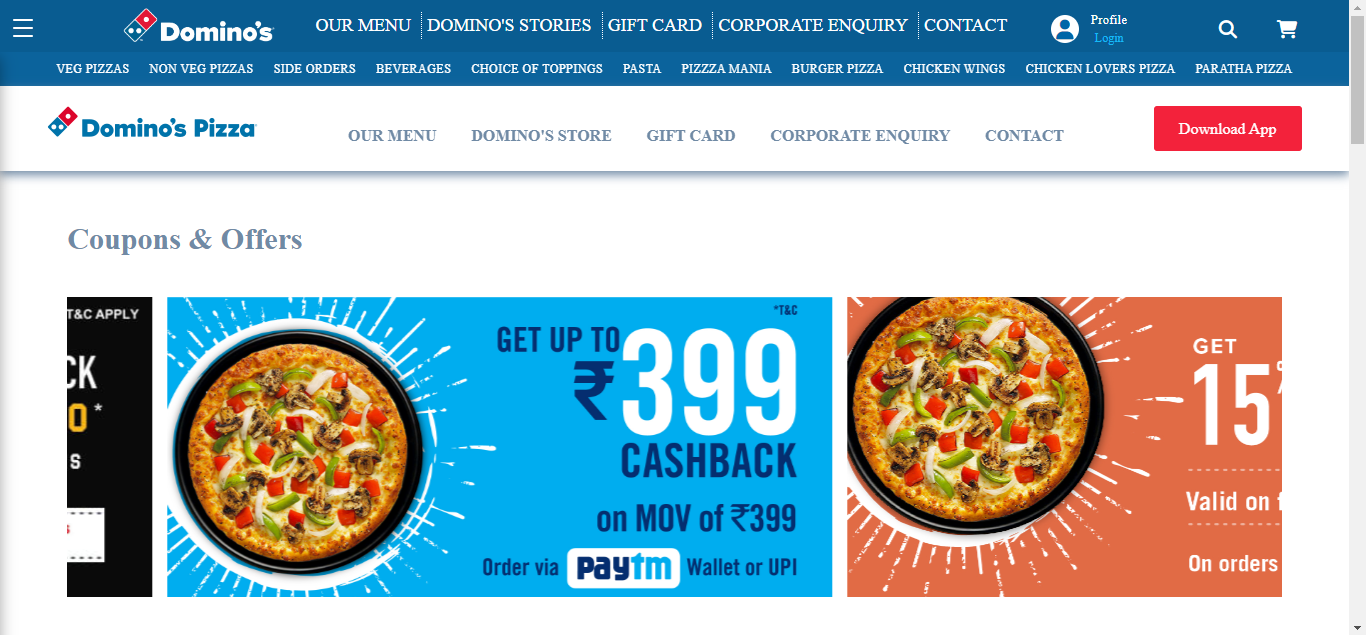 Domino's
OUR MENU DOMINO'S STORIES GIFT CARD CORPORATE ENQUIRY CONTACT
Profile
Login
VEG PIZZAS NON VEG PIZZAS SIDE ORDERS BEVERAGES CHOICE OF TOPPINGS PASTA PIZZZA MANIA BURGER PIZZA CHICKEN WINGS CHICKEN LOVERS PIZZA PARATHA PIZZA
Domino's Pizza
OUR MENU DOMINO'S STORE GIFT CARD CORPORATE ENQUIRY CONTACT
Download App
Coupons & Offers
T&C APPLY
CK
0*
S
*T&C
GET UP TO
₹399
CASHBACK
on MOV of ₹399
Order via paytm Wallet or UPI
GET
15
Valid on
On orders